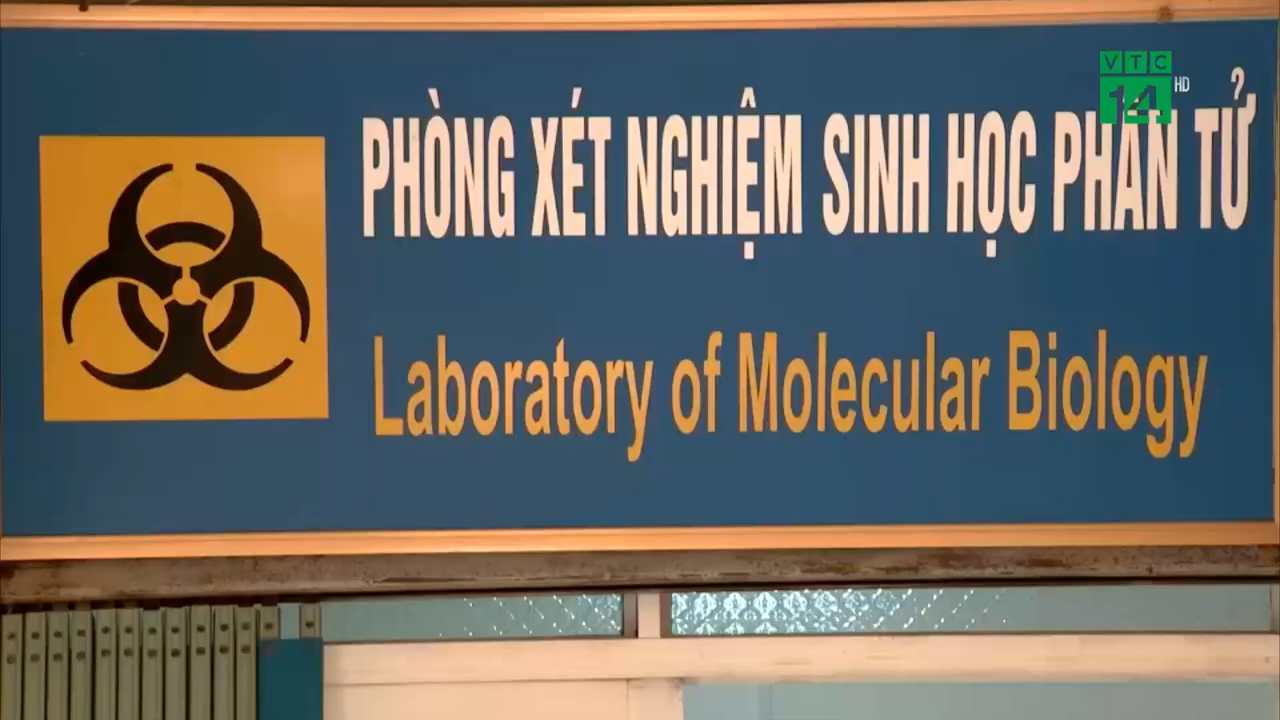 VTC
14 HD
PHÒNG XÉT NGHIỆM SINH HỌC PHÂN TỬ
Laboratory of Molecular Biology